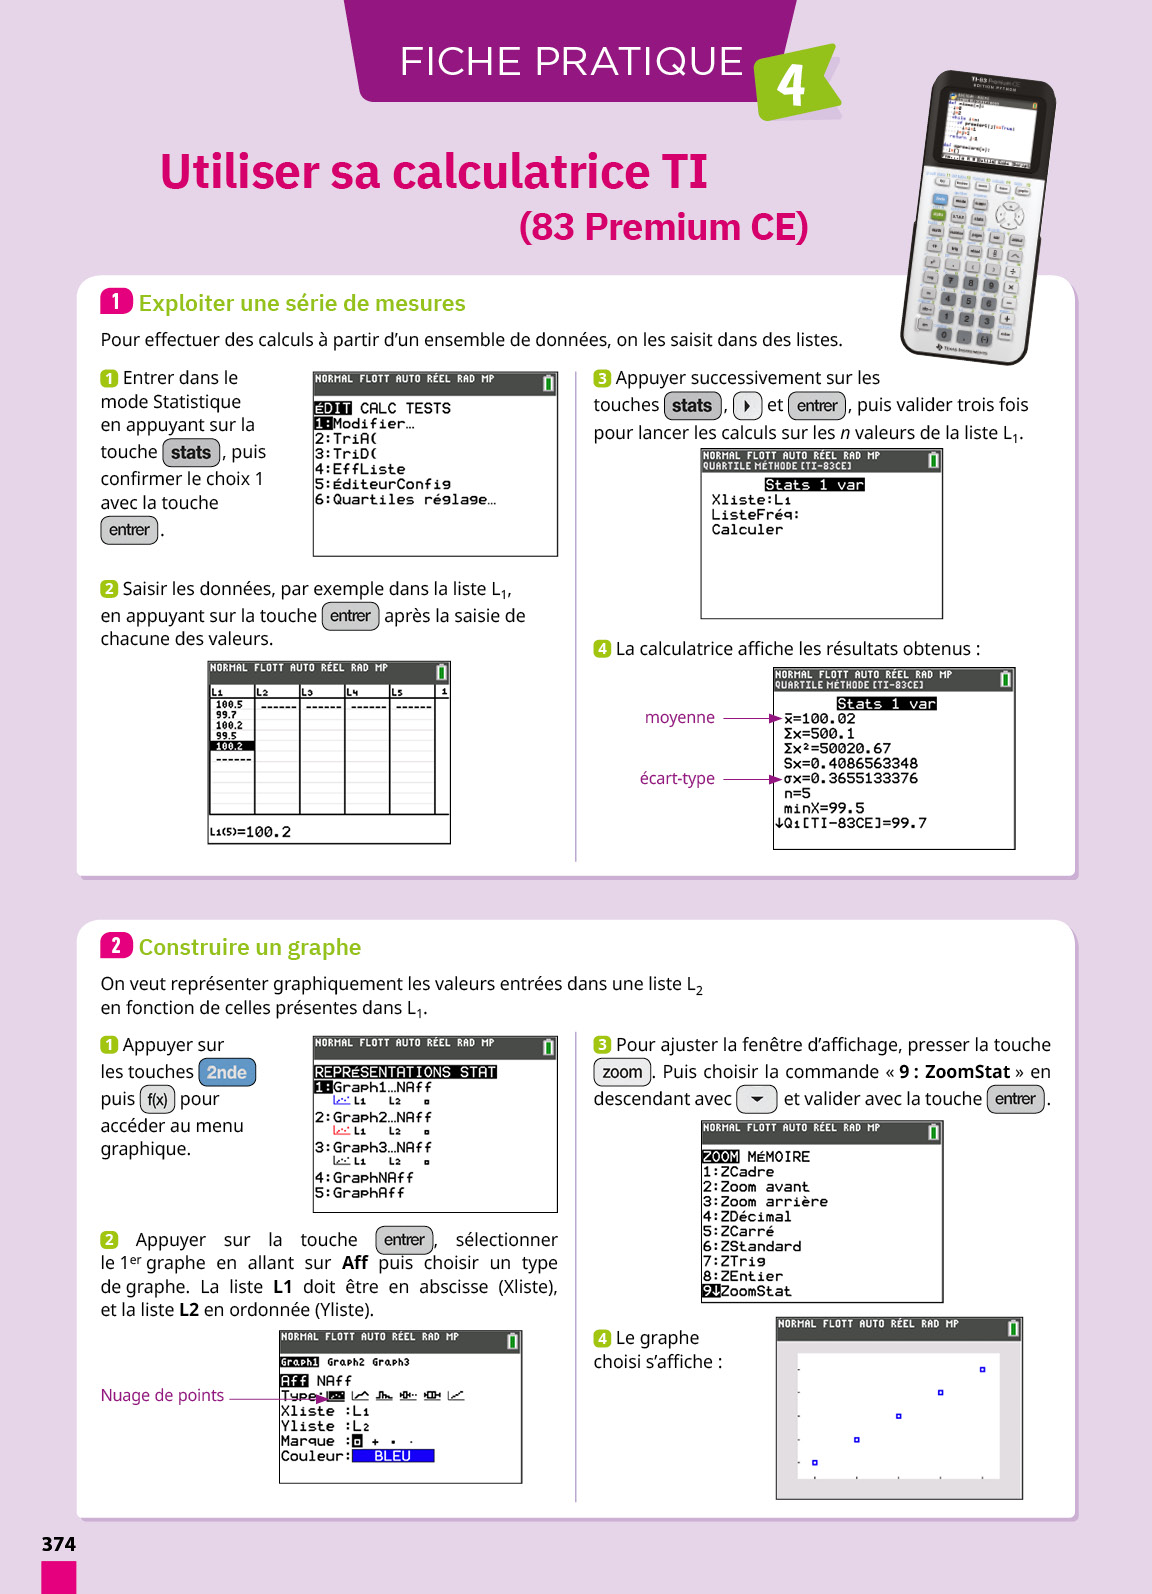 FICHE PRATIQUE
4
Utiliser sa calculatrice TI
(83 Premium CE)
TI-83 Premium CE
EDITION PYTHON
TEXAS INSTRUMENTS
1 Exploiter une série de mesures
Pour effectuer des calculs à partir d'un ensemble de données, on les saisit dans des listes.
1 Entrer dans le
mode Statistique
en appuyant sur la
touche stats, puis
confirmer le choix 1
avec la touche
entrer.
NORMAL FLOTT AUTO RÉEL RAD MP
ÉDIT CALC TESTS
1:Modifier…
2:TriA(
3:TriD(
4:EffListe
5:ÉditeurConfig
6:Quartiles réglage…
2 Saisir les données, par exemple dans la liste L1,
en appuyant sur la touche entrer après la saisie de
chacune des valeurs.
NORMAL FLOTT AUTO RÉEL RAD MP
L1 L2 L3 L4 L5 1
100.5 ------ ------ ------ ------
99.7
100.2
99.5
100.2
------
L1(5)=100.2
3 Appuyer successivement sur les
touches stats, et entrer, puis valider trois fois
pour lancer les calculs sur les n valeurs de la liste L1.
NORMAL FLOTT AUTO RÉEL RAD MP
QUARTILE MÉTHODE [TI-83CE]
Stats 1 var
Xliste:L1
ListeFréq:
Calculer
4 La calculatrice affiche les résultats obtenus :
NORMAL FLOTT AUTO RÉEL RAD MP
QUARTILE MÉTHODE [TI-83CE]
Stats 1 var
moyenne x̄=100.02
Σx=500.1
Σx²=50020.67
Sx=0.4086563348
écart-type σx=0.3655133376
n=5
minX=99.5
↓Q1[TI-83CE]=99.7
2 Construire un graphe
On veut représenter graphiquement les valeurs entrées dans une liste L2
en fonction de celles présentes dans L1.
1 Appuyer sur
les touches 2nde
puis f(x) pour
accéder au menu
graphique.
NORMAL FLOTT AUTO RÉEL RAD MP
REPRÉSENTATIONS STAT
1:Graph1…NAff
L1 L2
2:Graph2…NAff
L1 L2
3:Graph3…NAff
L1 L2
4:GraphNAff
5:GraphAff
2 Appuyer sur la touche entrer, sélectionner
le 1er graphe en allant sur Aff puis choisir un type
de graphe. La liste L1 doit être en abscisse (Xliste),
et la liste L2 en ordonnée (Yliste).
NORMAL FLOTT AUTO RÉEL RAD MP
Graph1 Graph2 Graph3
Aff NAff
Nuage de points Type:
Xliste :L1
Yliste :L2
Marque : + . ·
Couleur: BLEU
3 Pour ajuster la fenêtre d'affichage, presser la touche
zoom. Puis choisir la commande « 9 : ZoomStat » en
descendant avec et valider avec la touche entrer.
NORMAL FLOTT AUTO RÉEL RAD MP
ZOOM MÉMOIRE
1:ZCadre
2:Zoom avant
3:Zoom arrière
4:ZDécimal
5:ZCarré
6:ZStandard
7:ZTrig
8:ZEntier
9↓ZoomStat
4 Le graphe
choisi s'affiche :
NORMAL FLOTT AUTO RÉEL RAD MP
374